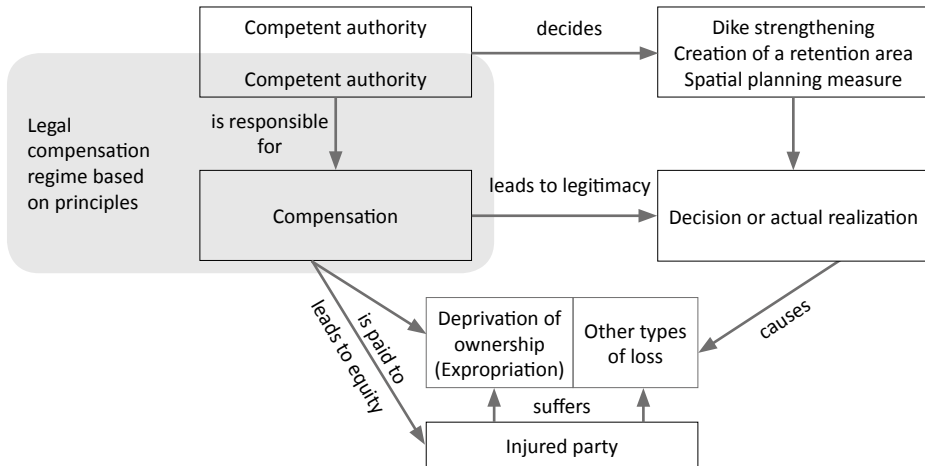 Competent authority
decides
Dike strengthening
Creation of a retention area
Spatial planning measure
Competent authority
is responsible
for
Legal
compensation
regime based
on principles
Compensation
leads to legitimacy
Decision or actual realization
leads to equity
is paid to
Deprivation of
ownership
(Expropriation)
Other types
of loss
causes
suffers
Injured party